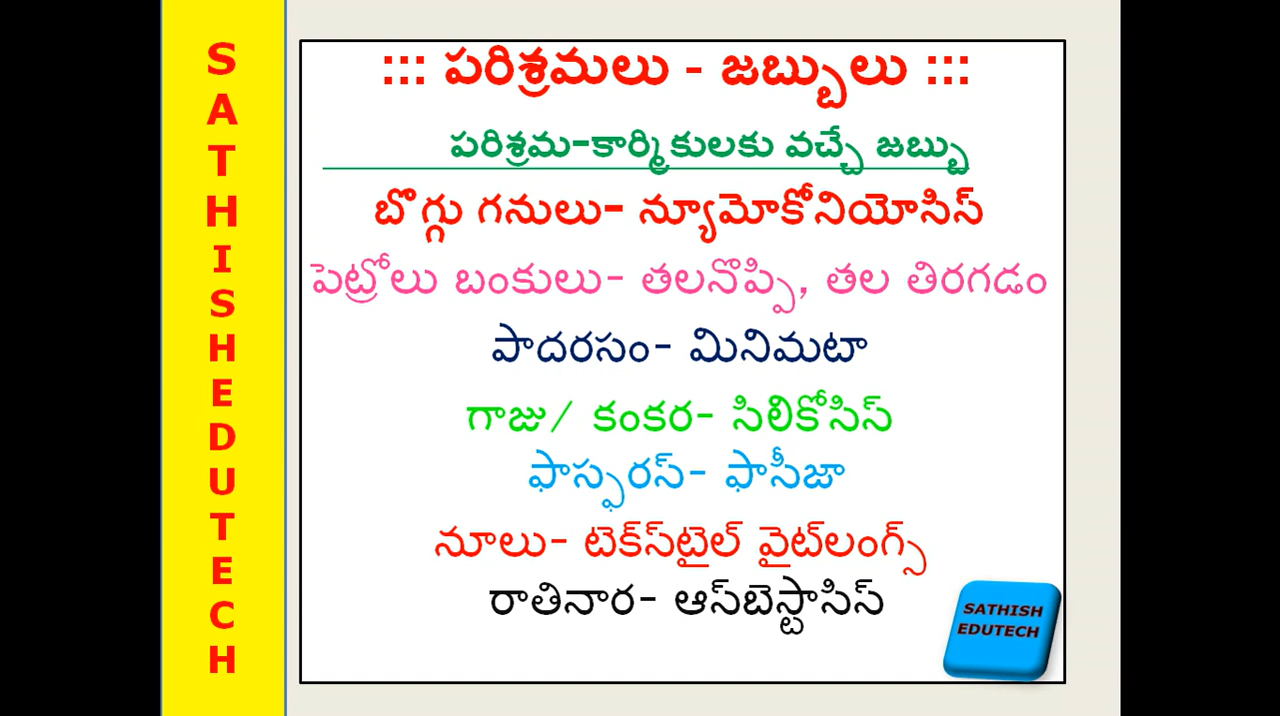 SATHISHEDUTECH
::: పరిశ్రమలు - జబ్బులు :::
పరిశ్రమ-కార్మికులకు వచ్చే జబ్బు
బొగ్గు గనులు- న్యూమోకోనియోసిస్
పెట్రోలు బంకులు- తలనొప్పి, తల తిరగడం
పాదరసం- మినిమటా
గాజు/ కంకర- సిలికోసిస్
ఫాస్ఫరస్- ఫాసీజా
నూలు- టెక్‌స్‌టైల్ వైట్‌లంగ్స్
రాతినార- ఆస్‌బెస్టాసిస్
SATHISH
EDUTECH